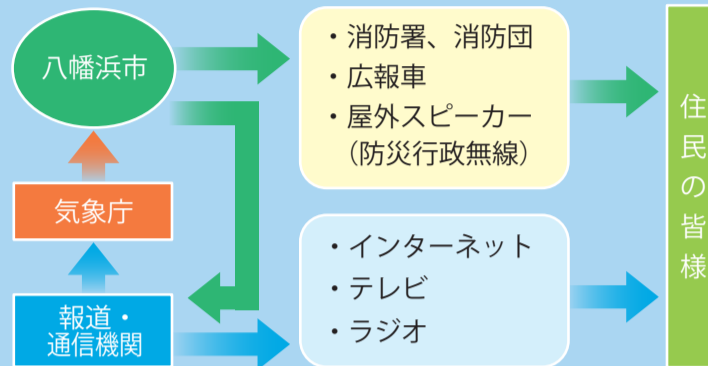 八幡浜市
・消防署、消防団
・広報車
・屋外スピーカー
（防災行政無線）
気象庁
報道・
通信機関
・インターネット
・テレビ
・ラジオ
住民の皆様